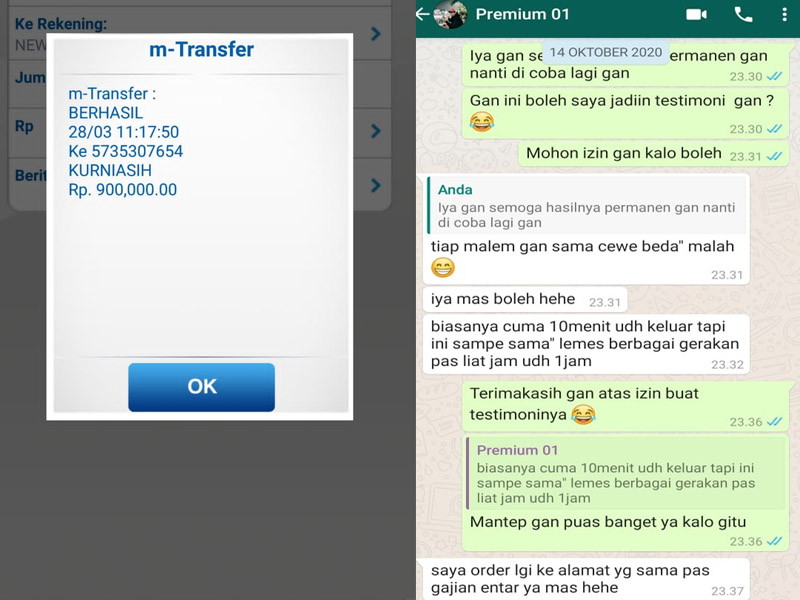 Ke Rekening:
NEW
m-Transfer
Jum
m-Transfer :
BERHASIL
28/03 11:17:50
Rp
Ke 5735307654
KURNIASIH
Berit
Rp. 900,000.00
OK
Premium 01
14 OKTOBER 2020
Iya gan se ermanen gan
nanti di coba lagi gan
23.30
Gan ini boleh saya jadiin testimoni gan ?
😂
23.30
Mohon izin gan kalo boleh 23.31
Anda
Iya gan semoga hasilnya permanen gan nanti
di coba lagi gan
tiap malem gan sama cewe beda" malah
😁
23.31
iya mas boleh hehe 23.31
biasanya cuma 10menit udh keluar tapi
ini sampe sama" lemes berbagai gerakan
pas liat jam udh 1jam
23.32
Terimakasih gan atas izin buat
testimoninya 😂
23.36
Premium 01
biasanya cuma 10menit udh keluar tapi ini
sampe sama" lemes berbagai gerakan pas
liat jam udh 1jam
Mantep gan puas banget ya kalo gitu
23.36
saya order lgi ke alamat yg sama pas
gajian entar ya mas hehe
23.37